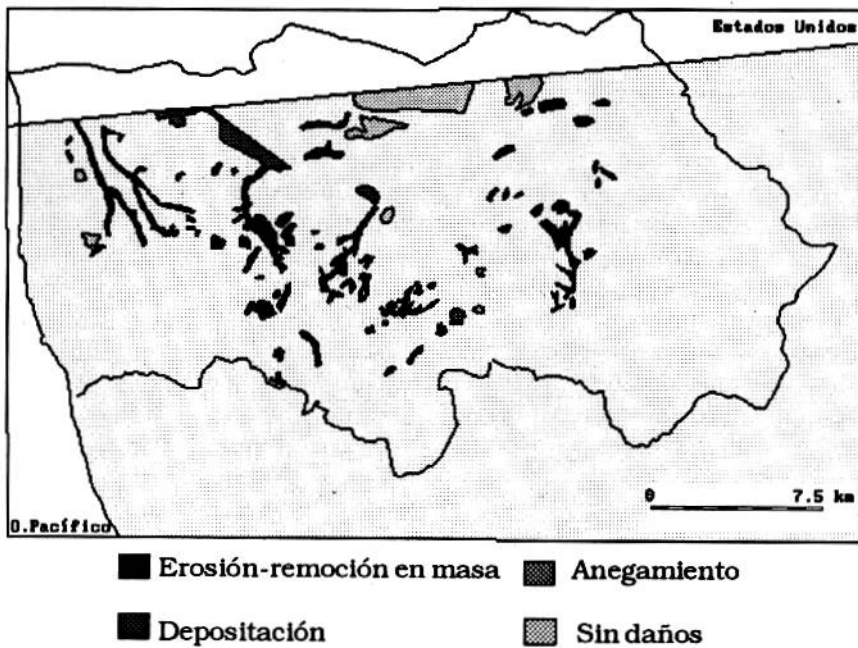 Estados Unidos
0 7.5 km
O.Pacífico
Erosión-remoción en masa
Anegamiento
Depositación
Sin daños